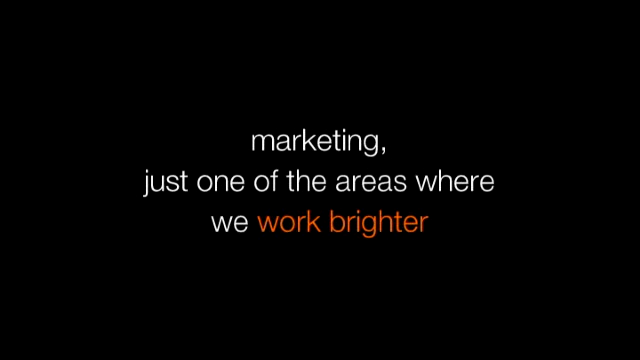 marketing,
just one of the areas where
we work brighter